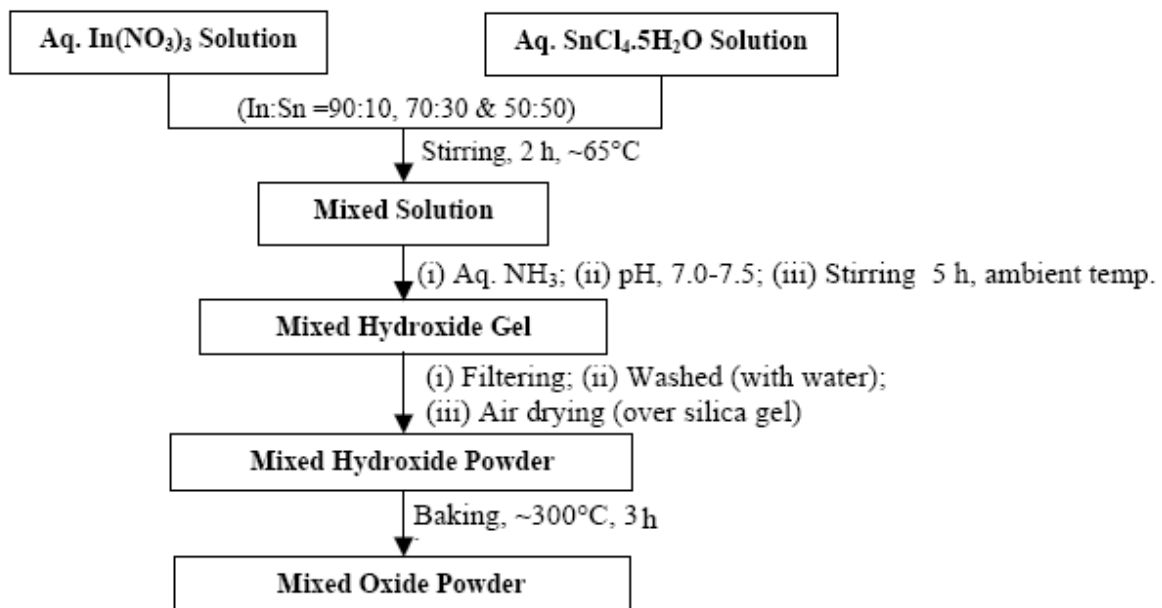 Aq. In(NO₃)₃ Solution
Aq. SnCl₄.5H₂O Solution
(In:Sn =90:10, 70:30 & 50:50)
Stirring, 2 h, ~65°C
Mixed Solution
(i) Aq. NH₃; (ii) pH, 7.0-7.5; (iii) Stirring 5 h, ambient temp.
Mixed Hydroxide Gel
(i) Filtering; (ii) Washed (with water);
(iii) Air drying (over silica gel)
Mixed Hydroxide Powder
Baking, ~300°C, 3h
Mixed Oxide Powder